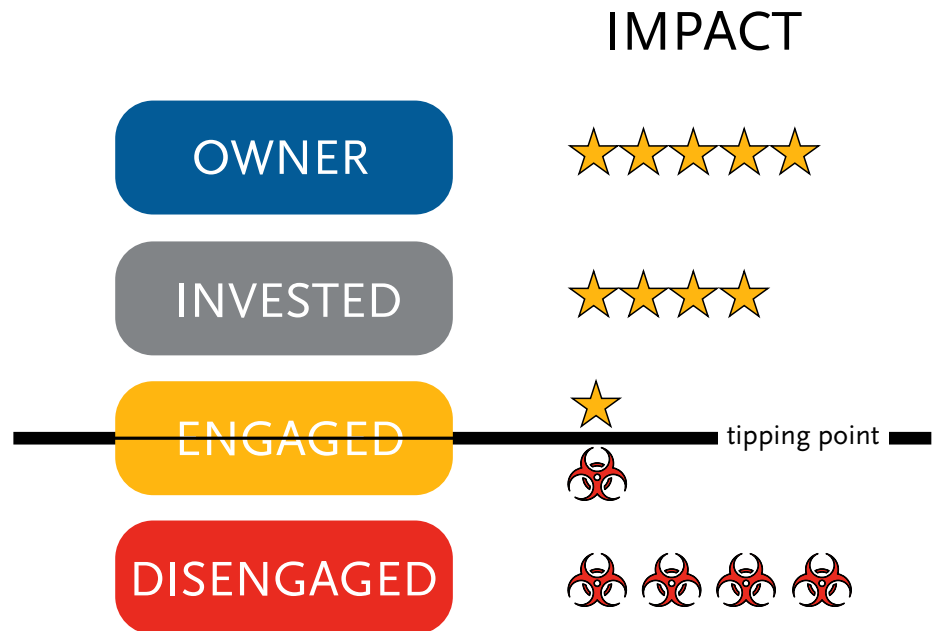 IMPACT
OWNER
INVESTED
ENGAGED
tipping point
DISENGAGED